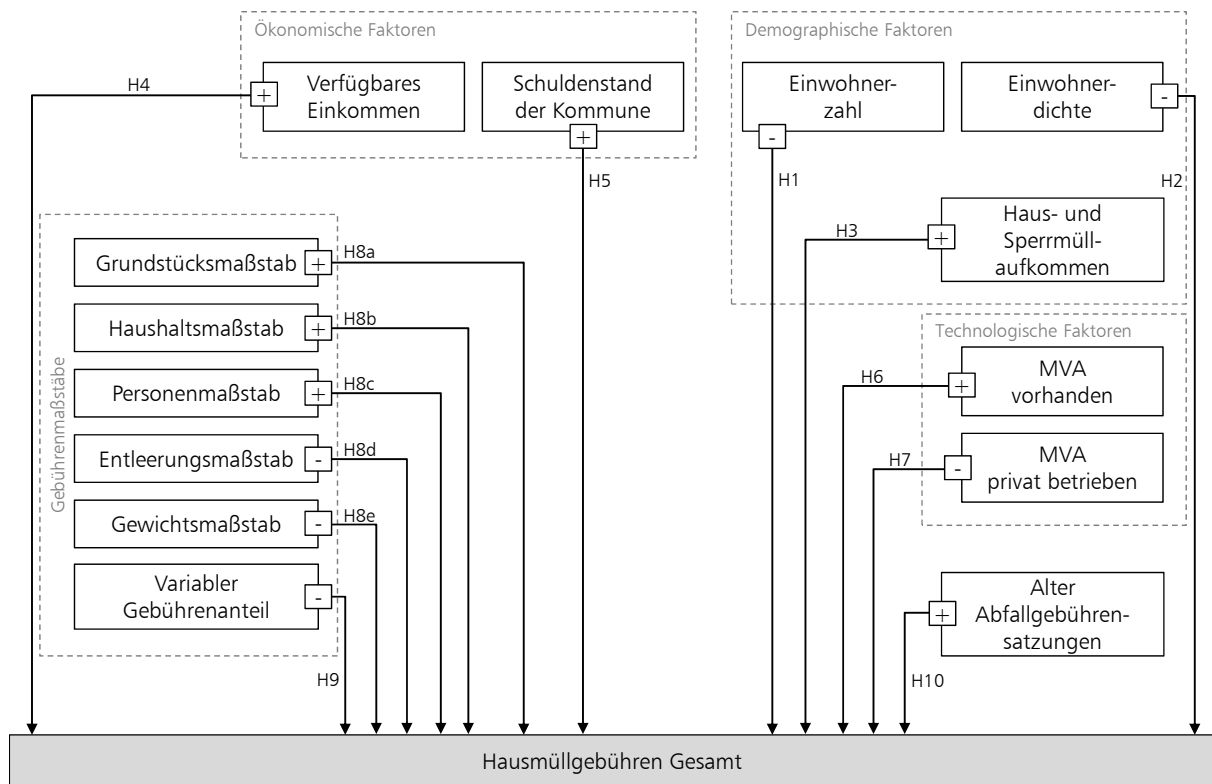 Ökonomische Faktoren
H4
+
Verfügbares
Einkommen
Schuldenstand
der Kommune
+
H5
Demographische Faktoren
Einwohner-
zahl
-
H1
Einwohner-
dichte
-
H2
Haus- und
Sperrmüll-
aufkommen
+
H3
Gebührenmaßstäbe
Grundstücksmaßstab
+
H8a
Haushaltsmaßstab
+
H8b
Personenmaßstab
+
H8c
Entleerungsmaßstab
-
H8d
Gewichtsmaßstab
-
H8e
Variabler
Gebührenanteil
-
H9
Technologische Faktoren
H6
+
MVA
vorhanden
H7
-
MVA
privat betrieben
Alter
Abfallgebühren-
satzungen
+
H10
Hausmüllgebühren Gesamt